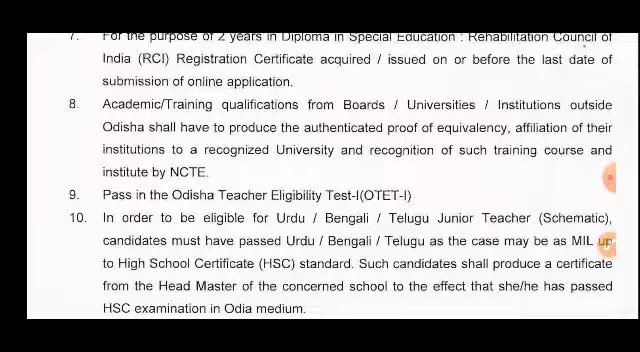 7. For the purpose of 2 years in Diploma in Special Education : Rehabilitation Council of
India (RCI) Registration Certificate acquired / issued on or before the last date of
submission of online application.
8. Academic/Training qualifications from Boards / Universities / Institutions outside
Odisha shall have to produce the authenticated proof of equivalency, affiliation of their
institutions to a recognized University and recognition of such training course and
institute by NCTE.
9. Pass in the Odisha Teacher Eligibility Test-I(OTET-I)
10. In order to be eligible for Urdu / Bengali / Telugu Junior Teacher (Schematic),
candidates must have passed Urdu / Bengali / Telugu as the case may be as MIL up
to High School Certificate (HSC) standard. Such candidates shall produce a certificate
from the Head Master of the concerned school to the effect that she/he has passed
HSC examination in Odia medium.